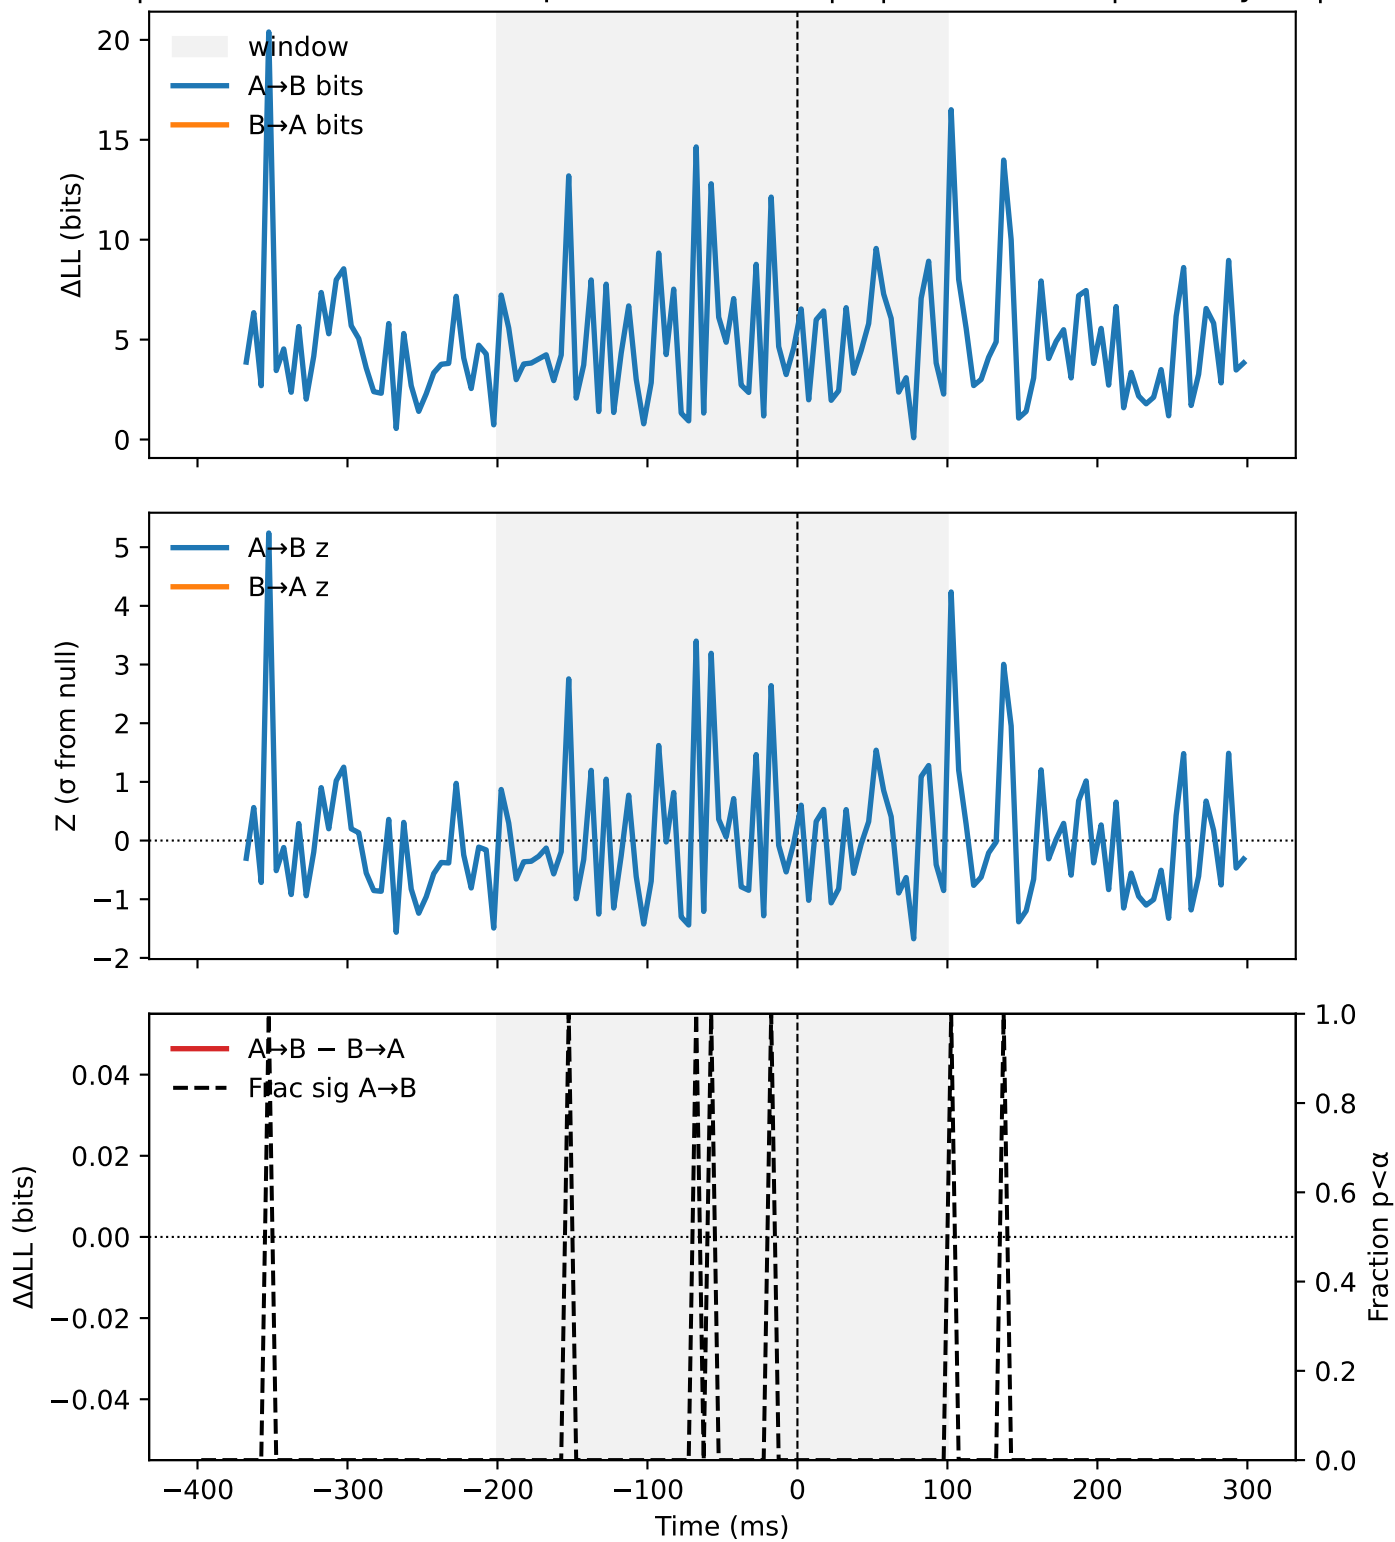 window
A→B bits
B→A bits
ΔLL (bits)
20
15
10
5
0
A→B z
B→A z
Z (σ from null)
5
4
3
2
1
0
−1
−2
A→B − B→A
Frac sig A→B
ΔΔLL (bits)
0.04
0.02
0.00
−0.02
−0.04
1.0
0.8
0.6
0.4
0.2
0.0
Fraction p<α
−400 −300 −200 −100 0 100 200 300
Time (ms)